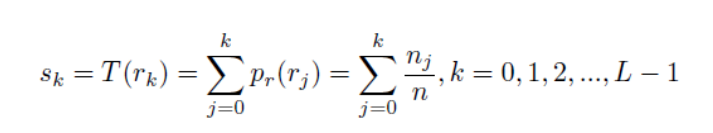 s_k = T(r_k) = \sum_{j=0}^{k} p_r(r_j) = \sum_{j=0}^{k} \frac{n_j}{n}, k = 0, 1, 2, ..., L − 1